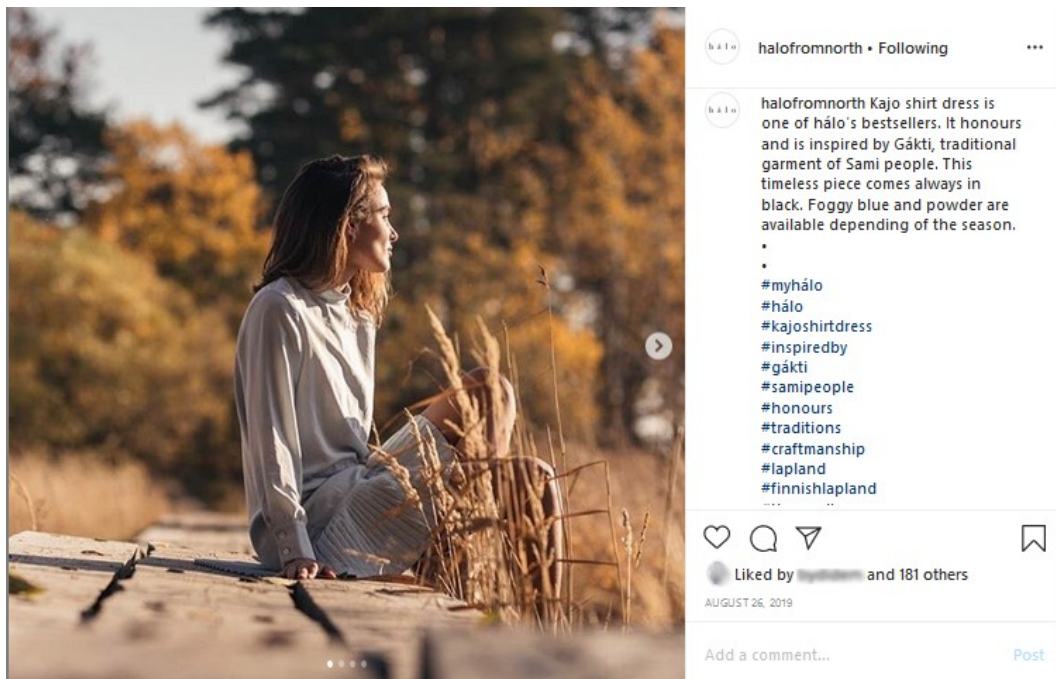 hálo
halofromnorth • Following
hálo
halofromnorth Kajo shirt dress is
one of hálo's bestsellers. It honours
and is inspired by Gákti, traditional
garment of Sami people. This
timeless piece comes always in
black. Foggy blue and powder are
available depending of the season.
•
•
#myhálo
#hálo
#kajoshirtdress
#inspiredby
#gákti
#samipeople
#honours
#traditions
#craftmanship
#lapland
#finnishlapland
Liked by and 181 others
AUGUST 26, 2019
Add a comment... Post